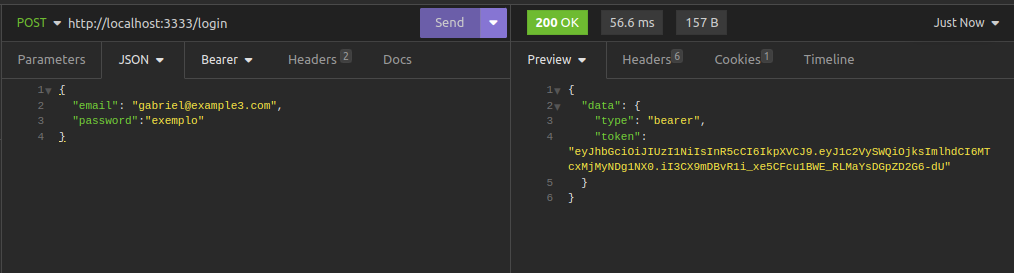 POST http://localhost:3333/login Send 200 OK 56.6 ms 157 B Just Now
Parameters JSON Bearer Headers 2 Docs Preview Headers 6 Cookies 1 Timeline
1 {
2 "email": "gabriel@example3.com",
3 "password":"exemplo"
4 }
1 {
2 "data": {
3 "type": "bearer",
4 "token":
"eyJhbGciOiJIUzI1NiIsInR5cCI6IkpXVCJ9.eyJ1c2VySWQiOjksImlhdCI6MT
cxMjMyNDg1NX0.iI3CX9mDBvR1i_xe5CFcu1BWE_RLMaYsDGpZD2G6-dU"
5 }
6 }